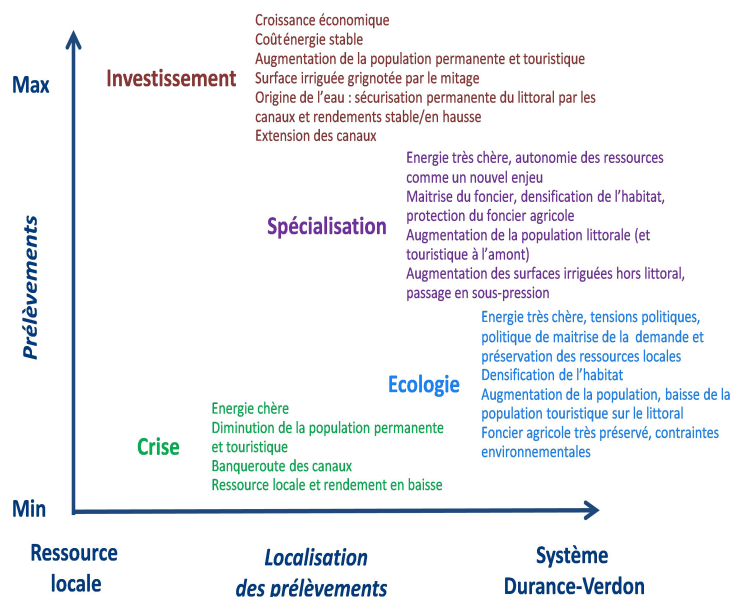 Croissance économique
Coût énergie stable
Augmentation de la population permanente et touristique
Investissement
Surface irriguée grignotée par le mitage
Max
Origine de l'eau : sécurisation permanente du littoral par les
canaux et rendements stable/en hausse
Extension des canaux
Energie très chère, autonomie des ressources
comme un nouvel enjeu
Maitrise du foncier, densification de l'habitat,
protection du foncier agricole
Spécialisation
Augmentation de la population littorale (et
touristique à l'amont)
Augmentation des surfaces irriguées hors littoral,
passage en sous-pression
Prélèvements
Energie très chère, tensions politiques,
politique de maitrise de la demande et
préservation des ressources locales
Densification de l'habitat
Ecologie
Augmentation de la population, baisse de la
population touristique sur le littoral
Foncier agricole très préservé, contraintes
environnementales
Energie chère
Diminution de la population permanente
et touristique
Crise
Banqueroute des canaux
Ressource locale et rendement en baisse
Min
Ressource
locale
Localisation
des prélèvements
Système
Durance-Verdon